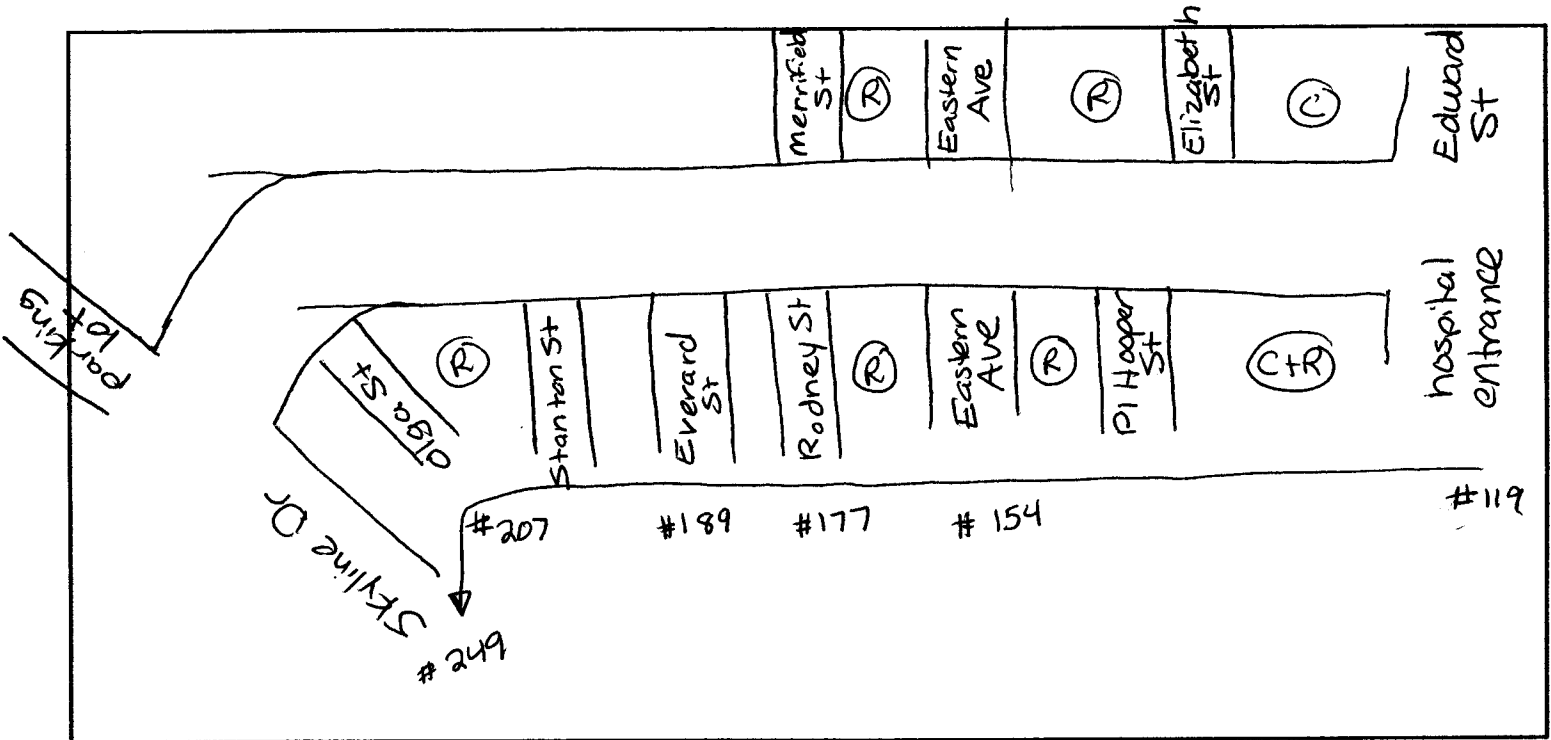 merrifield
St
R
Eastern
Ave
R
Elizabeth
St
C
Edward
St
parking
lot
Olga St
R
Stanton St
Everard
St
Rodney St
R
Eastern
Ave
R
Pl Hooper
St
C+R
hospital
entrance
Skyline Dr
#249
#207
#189
#177
#154
#119